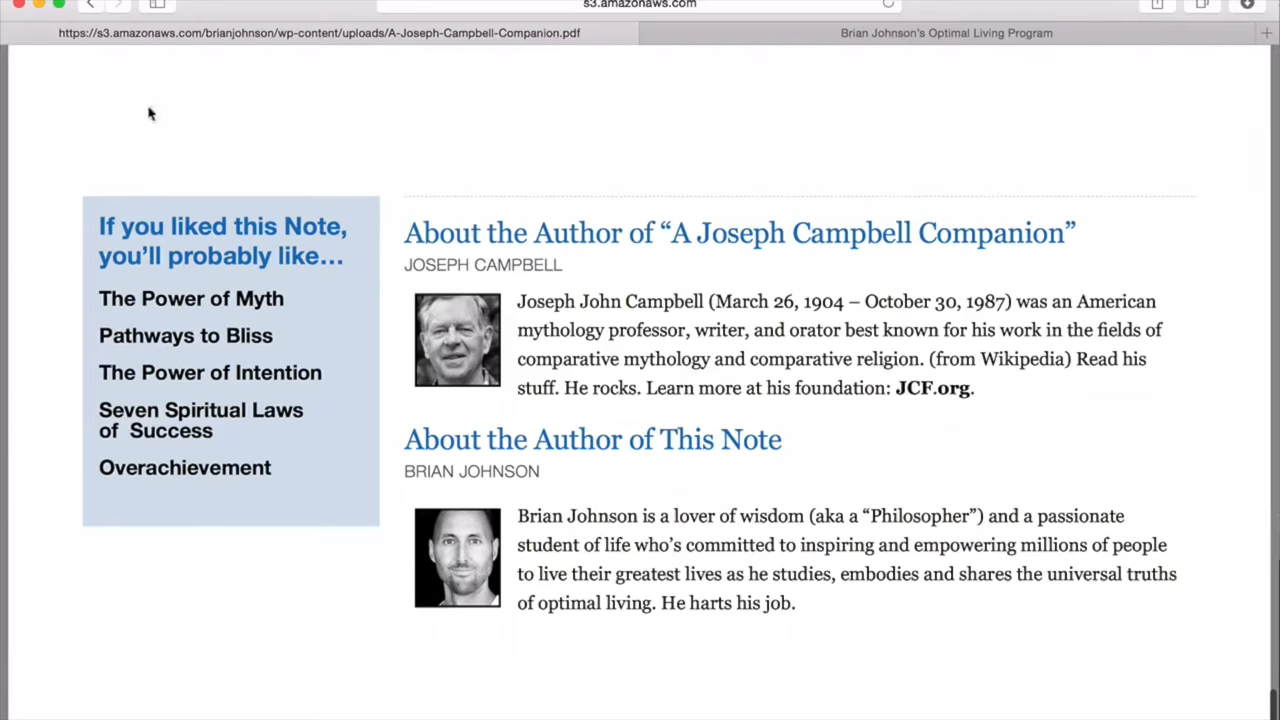 s3.amazonaws.com
https://s3.amazonaws.com/brianjohnson/wp-content/uploads/A-Joseph-Campbell-Companion.pdf
Brian Johnson's Optimal Living Program
If you liked this Note,
you’ll probably like…
The Power of Myth
Pathways to Bliss
The Power of Intention
Seven Spiritual Laws
of Success
Overachievement
About the Author of “A Joseph Campbell Companion”
JOSEPH CAMPBELL
Joseph John Campbell (March 26, 1904 – October 30, 1987) was an American
mythology professor, writer, and orator best known for his work in the fields of
comparative mythology and comparative religion. (from Wikipedia) Read his
stuff. He rocks. Learn more at his foundation: JCF.org.
About the Author of This Note
BRIAN JOHNSON
Brian Johnson is a lover of wisdom (aka a “Philosopher”) and a passionate
student of life who’s committed to inspiring and empowering millions of people
to live their greatest lives as he studies, embodies and shares the universal truths
of optimal living. He harts his job.